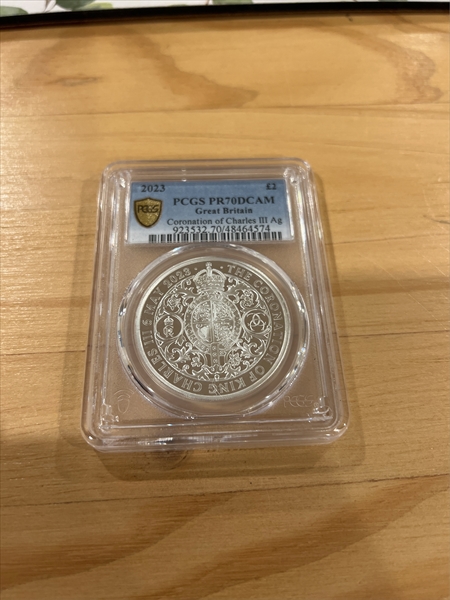 2023 £2
PCGS PR70DCAM
Great Britain
Coronation of Charles III Ag
923532.70/48464574
PCGS
THE CORONATION OF KING CHARLES III 6 MAY 2023
PCGS